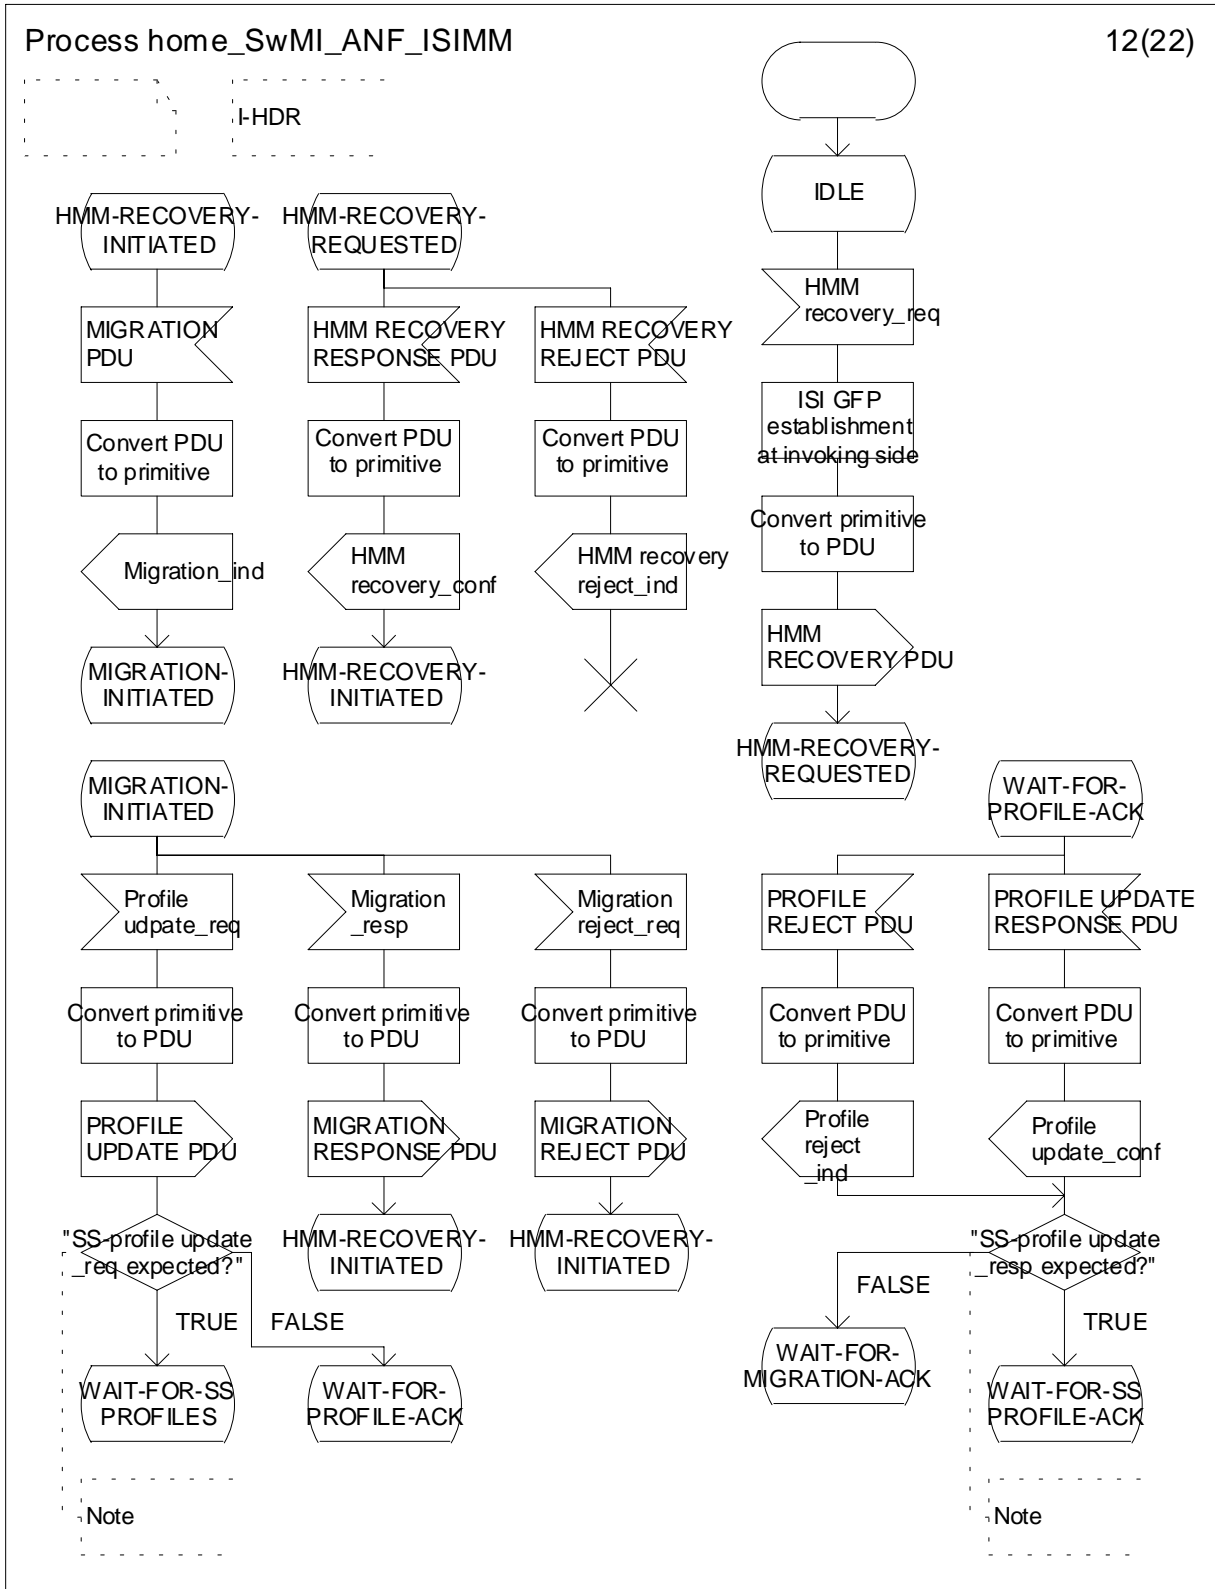 Process home_SwMI_ANF_ISIMM
12(22)
I-HDR
IDLE
HMM
recovery_req
ISI GFP
establishment
at invoking side
Convert primitive
to PDU
HMM
RECOVERY PDU
HMM-RECOVERY-
REQUESTED
HMM-RECOVERY-
INITIATED
MIGRATION
PDU
Convert PDU
to primitive
Migration_ind
MIGRATION-
INITIATED
HMM-RECOVERY-
REQUESTED
HMM RECOVERY
RESPONSE PDU
Convert PDU
to primitive
HMM
recovery_conf
HMM-RECOVERY-
INITIATED
HMM RECOVERY
REJECT PDU
Convert PDU
to primitive
HMM recovery
reject_ind
MIGRATION-
INITIATED
Profile
udpate_req
Convert primitive
to PDU
PROFILE
UPDATE PDU
"SS-profile update
_req expected?"
TRUE
FALSE
WAIT-FOR-SS
PROFILES
WAIT-FOR-
PROFILE-ACK
Note
Migration
_resp
Convert primitive
to PDU
MIGRATION
RESPONSE PDU
HMM-RECOVERY-
INITIATED
Migration
reject_req
Convert primitive
to PDU
MIGRATION
REJECT PDU
HMM-RECOVERY-
INITIATED
WAIT-FOR-
PROFILE-ACK
PROFILE
REJECT PDU
Convert PDU
to primitive
Profile
reject
_ind
PROFILE UPDATE
RESPONSE PDU
Convert PDU
to primitive
Profile
update_conf
"SS-profile update
_resp expected?"
FALSE
TRUE
WAIT-FOR-
MIGRATION-ACK
WAIT-FOR-SS
PROFILE-ACK
Note